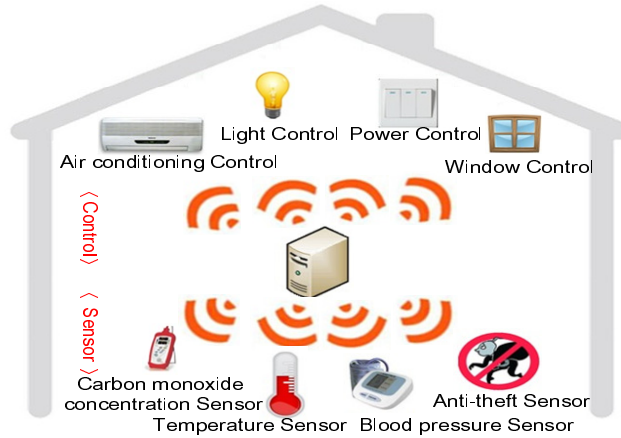 Light Control
Power Control
Air conditioning Control
Window Control
〈Control〉
〈 Sensor 〉
Carbon monoxide
concentration Sensor
Anti-theft Sensor
Temperature Sensor
Blood pressure Sensor